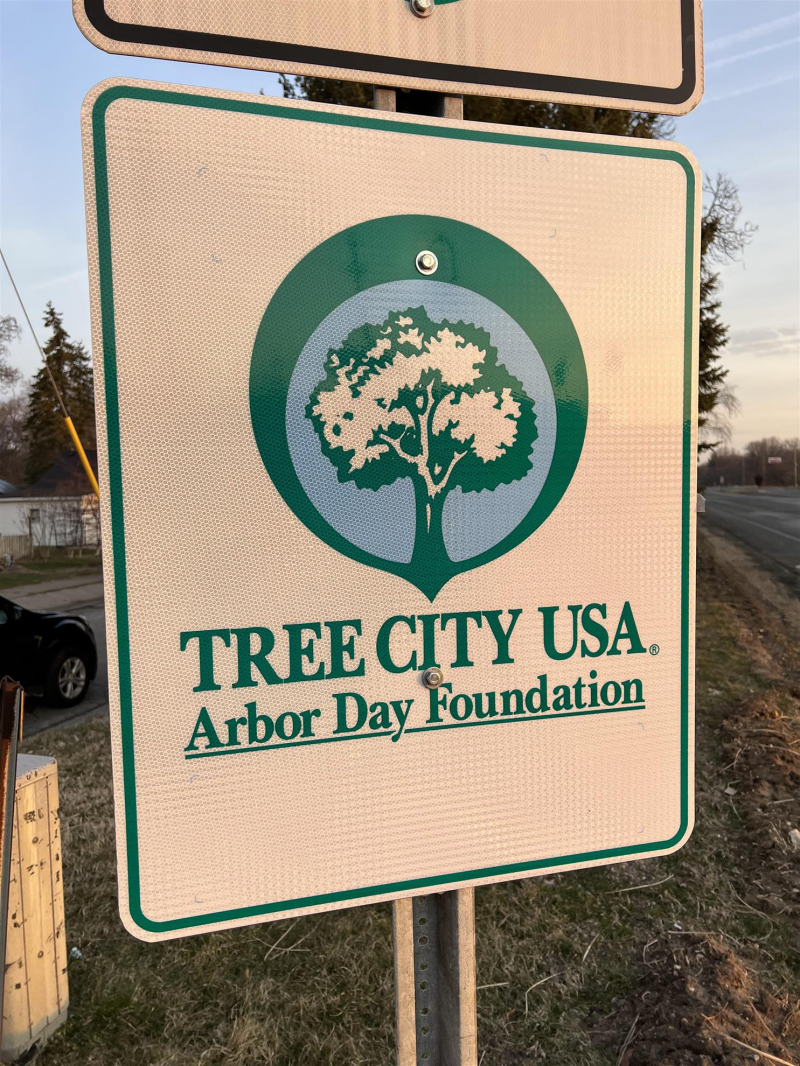 TREE CITY USA®
Arbor Day Foundation